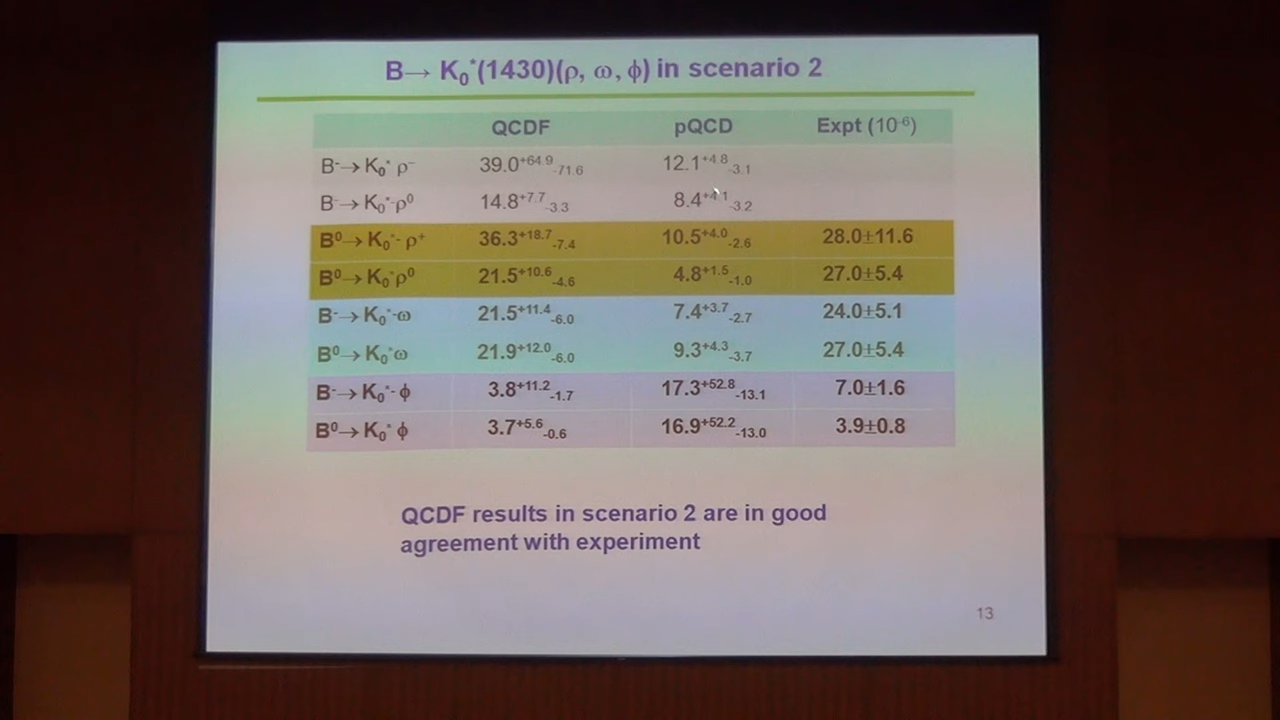 B→ K₀*(1430)(ρ, ω, ϕ) in scenario 2
QCDF pQCD Expt (10⁻⁶)
B⁻→ K₀* ρ⁻ 39.0⁺⁶⁴·⁹₋₇₁.₆ 12.1⁺⁴·⁸₋₃.₁
B⁻→ K₀*⁻ρ⁰ 14.8⁺⁷·⁷₋₃.₃ 8.4⁺⁴·¹₋₃.₂
B⁰→ K₀*⁻ ρ⁺ 36.3⁺¹⁸·⁷₋₇.₄ 10.5⁺⁴·⁰₋₂.₆ 28.0±11.6
B⁰→ K₀*ρ⁰ 21.5⁺¹⁰·⁶₋₄.₆ 4.8⁺¹·⁵₋₁.₀ 27.0±5.4
B⁻→ K₀*⁻ω 21.5⁺¹¹·⁴₋₆.₀ 7.4⁺³·⁷₋₂.₇ 24.0±5.1
B⁰→ K₀*ω 21.9⁺¹²·⁰₋₆.₀ 9.3⁺⁴·³₋₃.₇ 27.0±5.4
B⁻→ K₀*⁻ ϕ 3.8⁺¹¹·²₋₁.₇ 17.3⁺⁵²·⁸₋₁₃.₁ 7.0±1.6
B⁰→ K₀* ϕ 3.7⁺⁵·⁶₋₀.₆ 16.9⁺⁵²·²₋₁₃.₀ 3.9±0.8
QCDF results in scenario 2 are in good
agreement with experiment
13